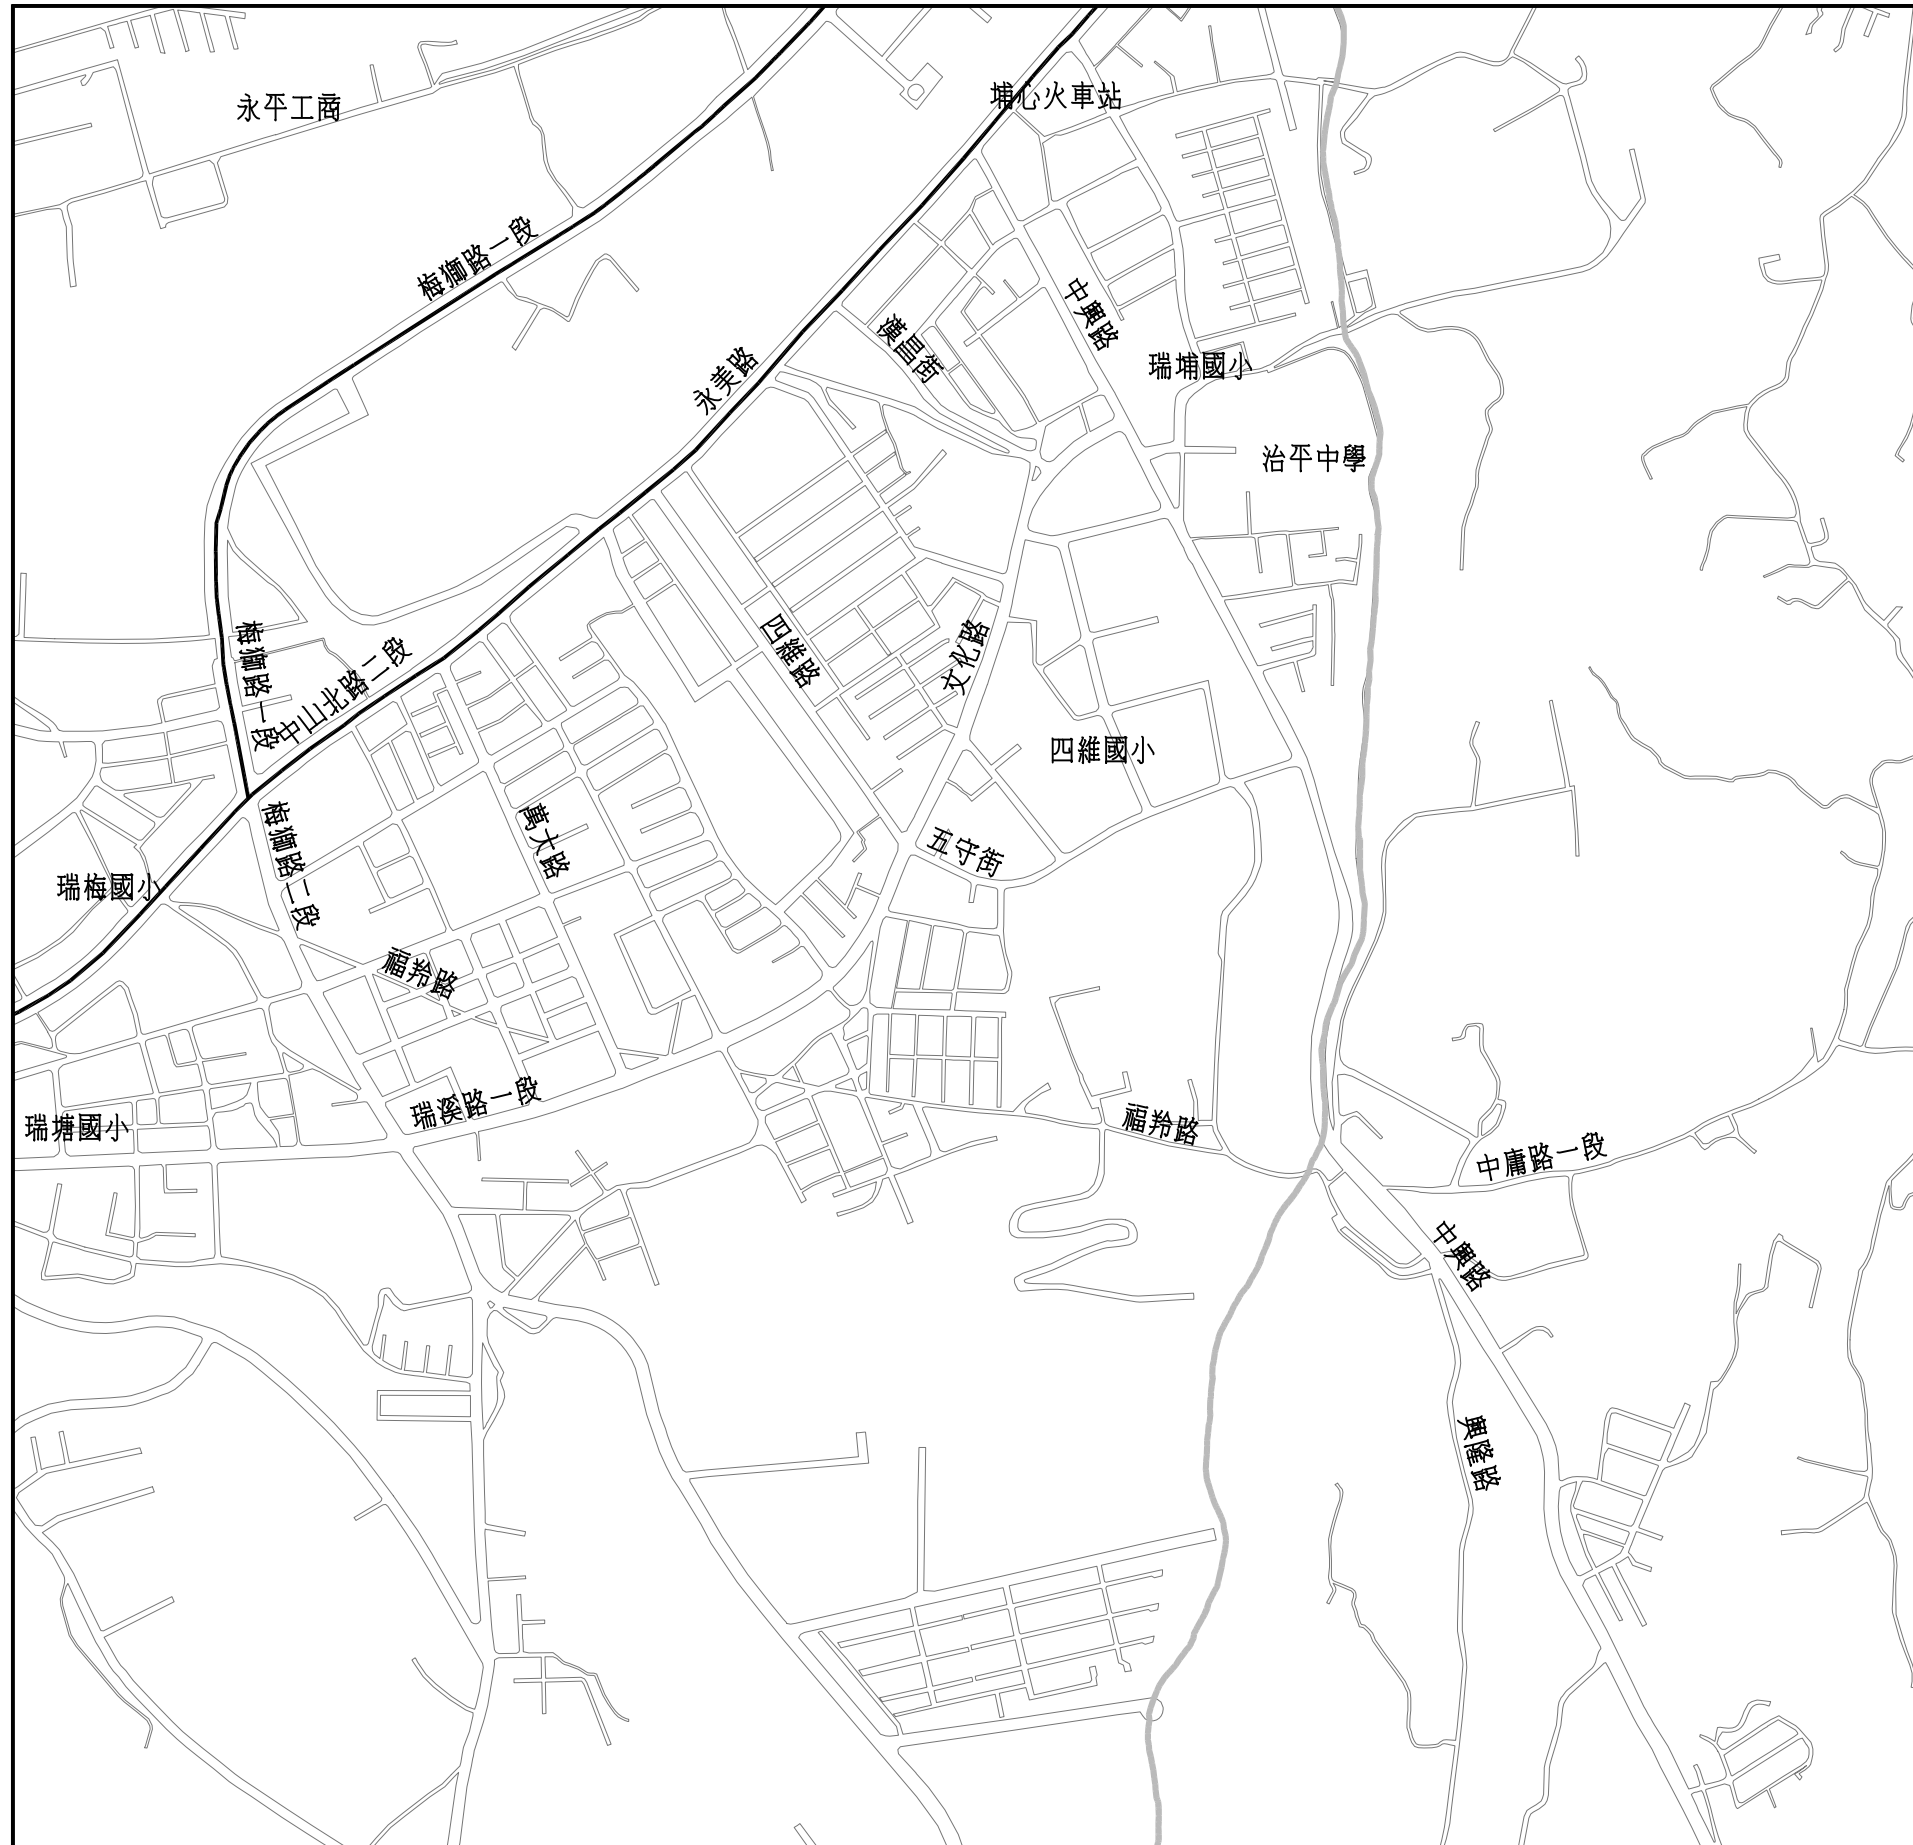 永平工商
埔心火車站
梅獅路一段
中興路
漢昌街
瑞埔國小
永美路
治平中學
四維路
文化路
梅獅路一段
中山北路二段
四維國小
梅獅路二段
萬大路
五守街
瑞梅國小
福羚路
瑞溪路一段
瑞塘國小
福羚路
中庸路一段
中興路
興隆路